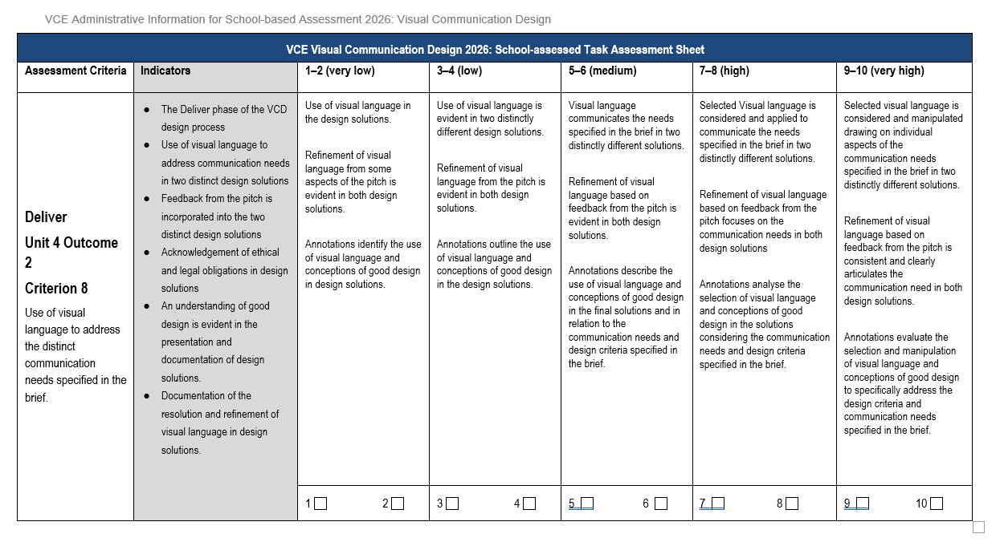 VCE Administrative Information for School-based Assessment 2026: Visual Communication Design
VCE Visual Communication Design 2026: School-assessed Task Assessment Sheet
Assessment Criteria
Indicators
1–2 (very low)
3–4 (low)
5–6 (medium)
7–8 (high)
9–10 (very high)
Deliver
Unit 4 Outcome
2
Criterion 8
Use of visual
language to address
the distinct
communication
needs specified in the
brief.
● The Deliver phase of the VCD
design process
● Use of visual language to
address communication needs
in two distinct design solutions
● Feedback from the pitch is
incorporated into the two
distinct design solutions
● Acknowledgement of ethical
and legal obligations in design
solutions
● An understanding of good
design is evident in the
presentation and
documentation of design
solutions.
● Documentation of the
resolution and refinement of
visual language in design
solutions.
Use of visual language in
the design solutions.
Refinement of visual
language from some
aspects of the pitch is
evident in both design
solutions.
Annotations identify the use
of visual language and
conceptions of good design
in design solutions.
1
2
Use of visual language is
evident in two distinctly
different design solutions.
Refinement of visual
language from the pitch is
evident in both design
solutions.
Annotations outline the use
of visual language and
conceptions of good design
in the design solutions.
3
4
Visual language
communicates the needs
specified in the brief in two
distinctly different solutions.
Refinement of visual
language based on
feedback from the pitch is
evident in both design
solutions.
Annotations describe the
use of visual language and
conceptions of good design
in the final solutions and in
relation to the
communication needs and
design criteria specified in
the brief.
5
6
Selected Visual language is
considered and applied to
communicate the needs
specified in the brief in two
distinctly different solutions.
Refinement of visual language
based on feedback from the
pitch focuses on the
communication needs in both
design solutions
Annotations analyse the
selection of visual language
and conceptions of good
design in the solutions
considering the communication
needs and design criteria
specified in the brief.
7
8
Selected visual language is
considered and manipulated
drawing on individual
aspects of the
communication needs
specified in the brief in two
distinctly different solutions.
Refinement of visual
language based on
feedback from the pitch is
consistent and clearly
articulates the
communication need in both
design solutions.
Annotations evaluate the
selection and manipulation
of visual language and
conceptions of good design
to specifically address the
design criteria and
communication needs
specified in the brief.
9
10